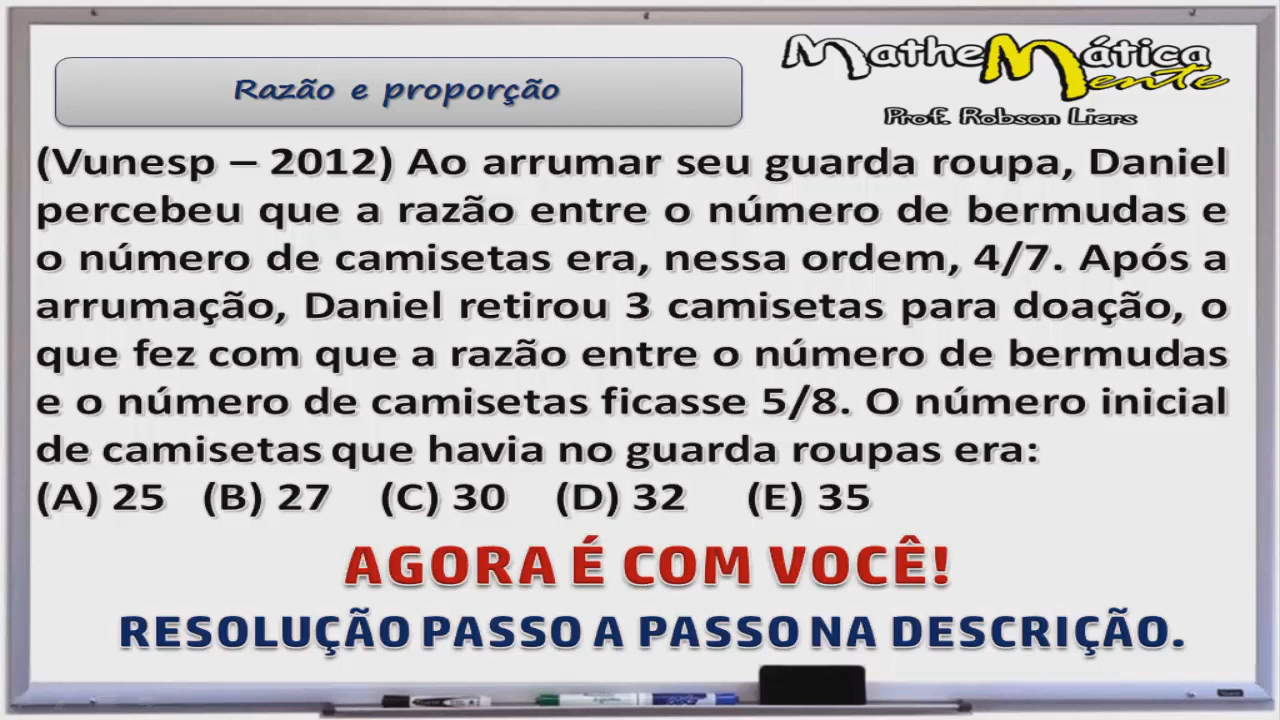 Razão e proporção
MatheMática
mente
Prof. Robson Liers
(Vunesp – 2012) Ao arrumar seu guarda roupa, Daniel
percebeu que a razão entre o número de bermudas e
o número de camisetas era, nessa ordem, 4/7. Após a
arrumação, Daniel retirou 3 camisetas para doação, o
que fez com que a razão entre o número de bermudas
e o número de camisetas ficasse 5/8. O número inicial
de camisetas que havia no guarda roupas era:
(A) 25 (B) 27 (C) 30 (D) 32 (E) 35
AGORA É COM VOCÊ!
RESOLUÇÃO PASSO A PASSO NA DESCRIÇÃO.